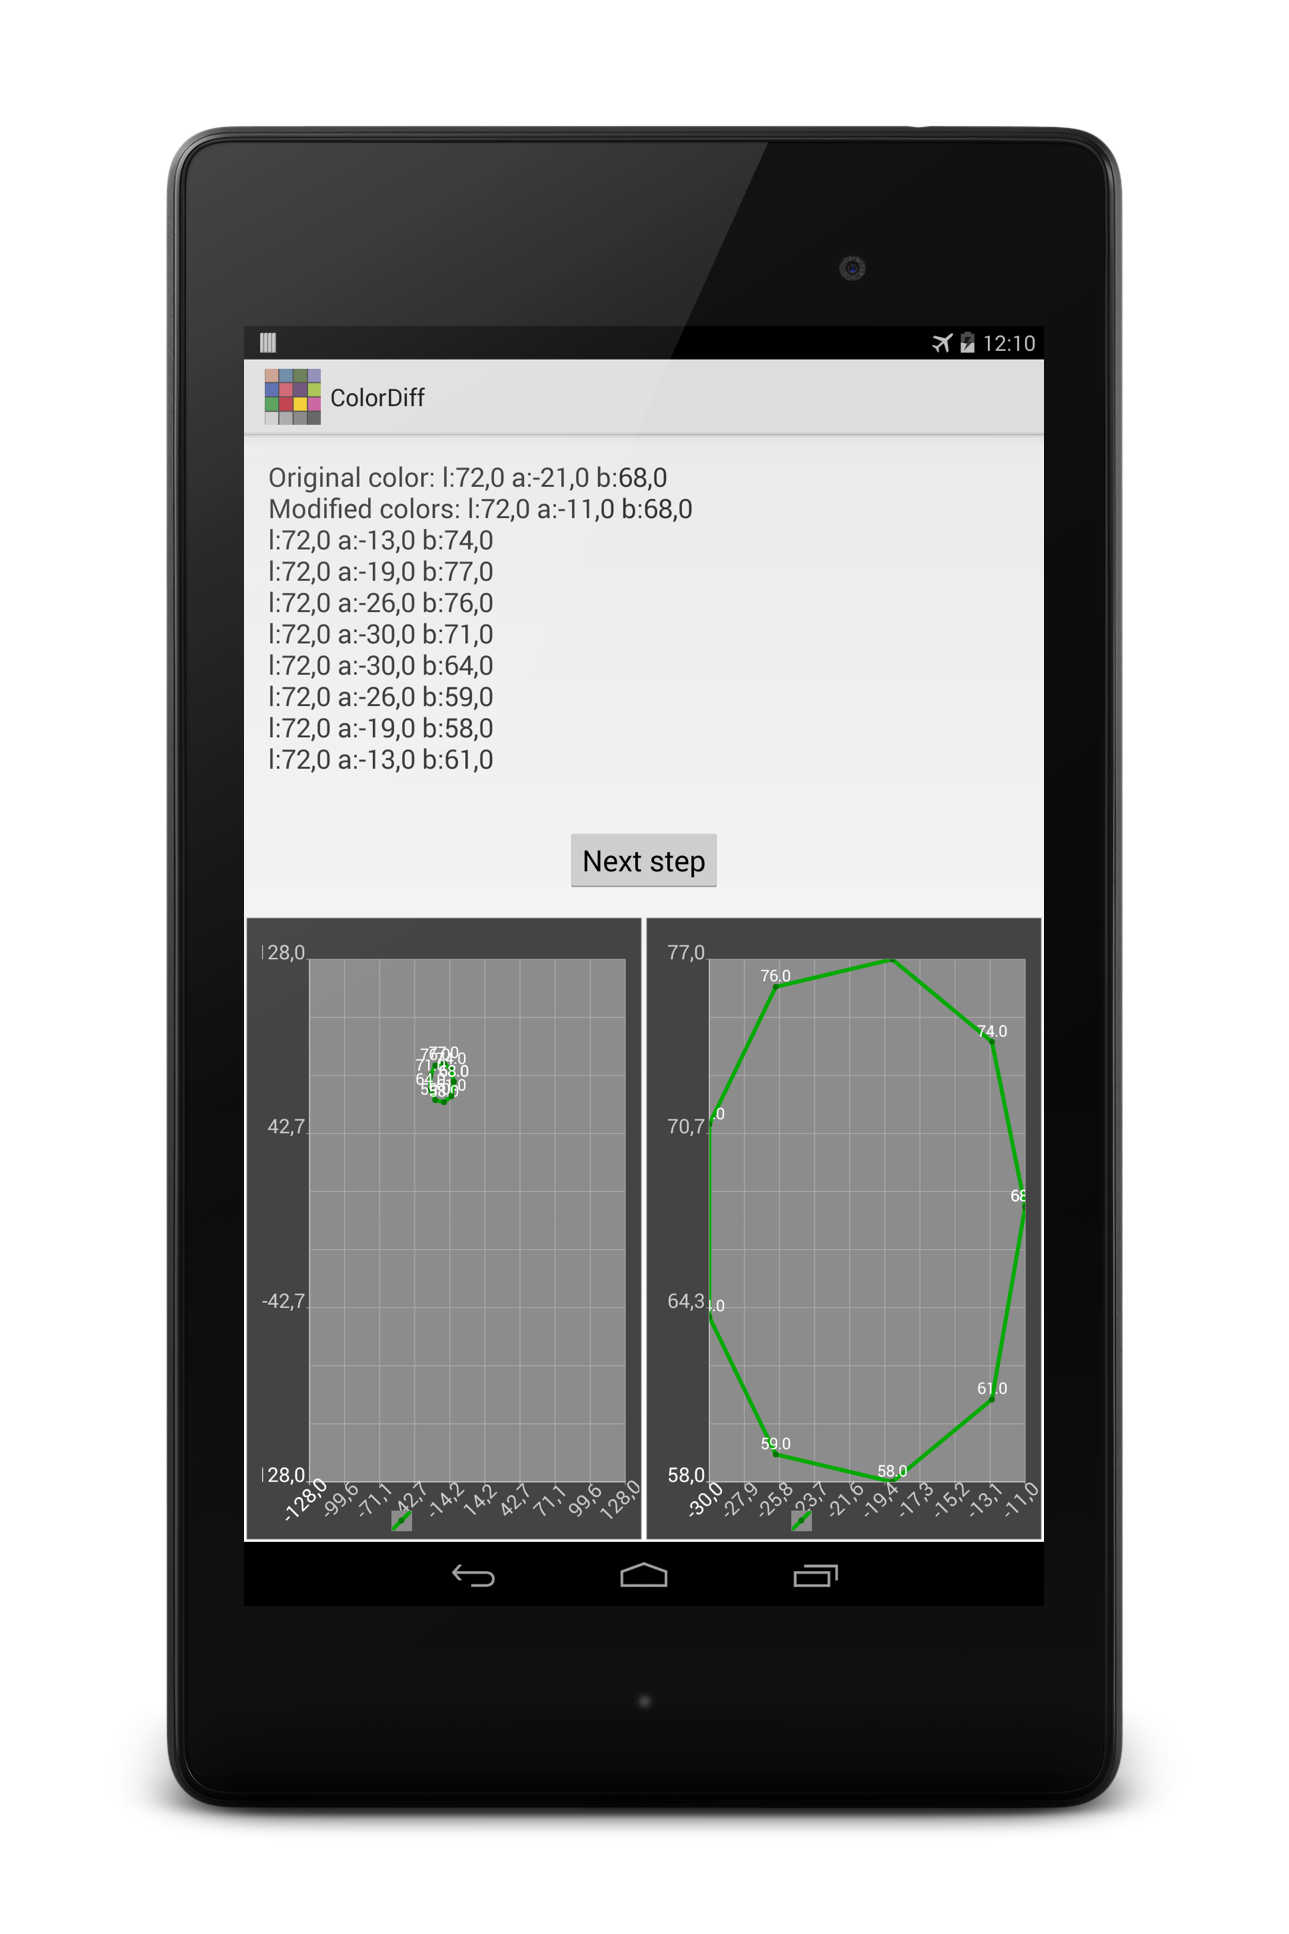 12:10
ColorDiff
Original color: l:72,0 a:-21,0 b:68,0
Modified colors: l:72,0 a:-11,0 b:68,0
l:72,0 a:-13,0 b:74,0
l:72,0 a:-19,0 b:77,0
l:72,0 a:-26,0 b:76,0
l:72,0 a:-30,0 b:71,0
l:72,0 a:-30,0 b:64,0
l:72,0 a:-26,0 b:59,0
l:72,0 a:-19,0 b:58,0
l:72,0 a:-13,0 b:61,0
Next step
28,0
42,7
-42,7
28,0
-128,0 -99,6 -71,1 42,7 -14,2 14,2 42,7 71,1 99,6 128,0
68.0
58.0
77,0
70,7
64,3
58,0
76.0
74.0
.0
68
.0
61.0
59.0
58.0
-30,0 -27,9 -25,8 23,7 -21,6 -19,4 -17,3 -15,2 -13,1 -11,0